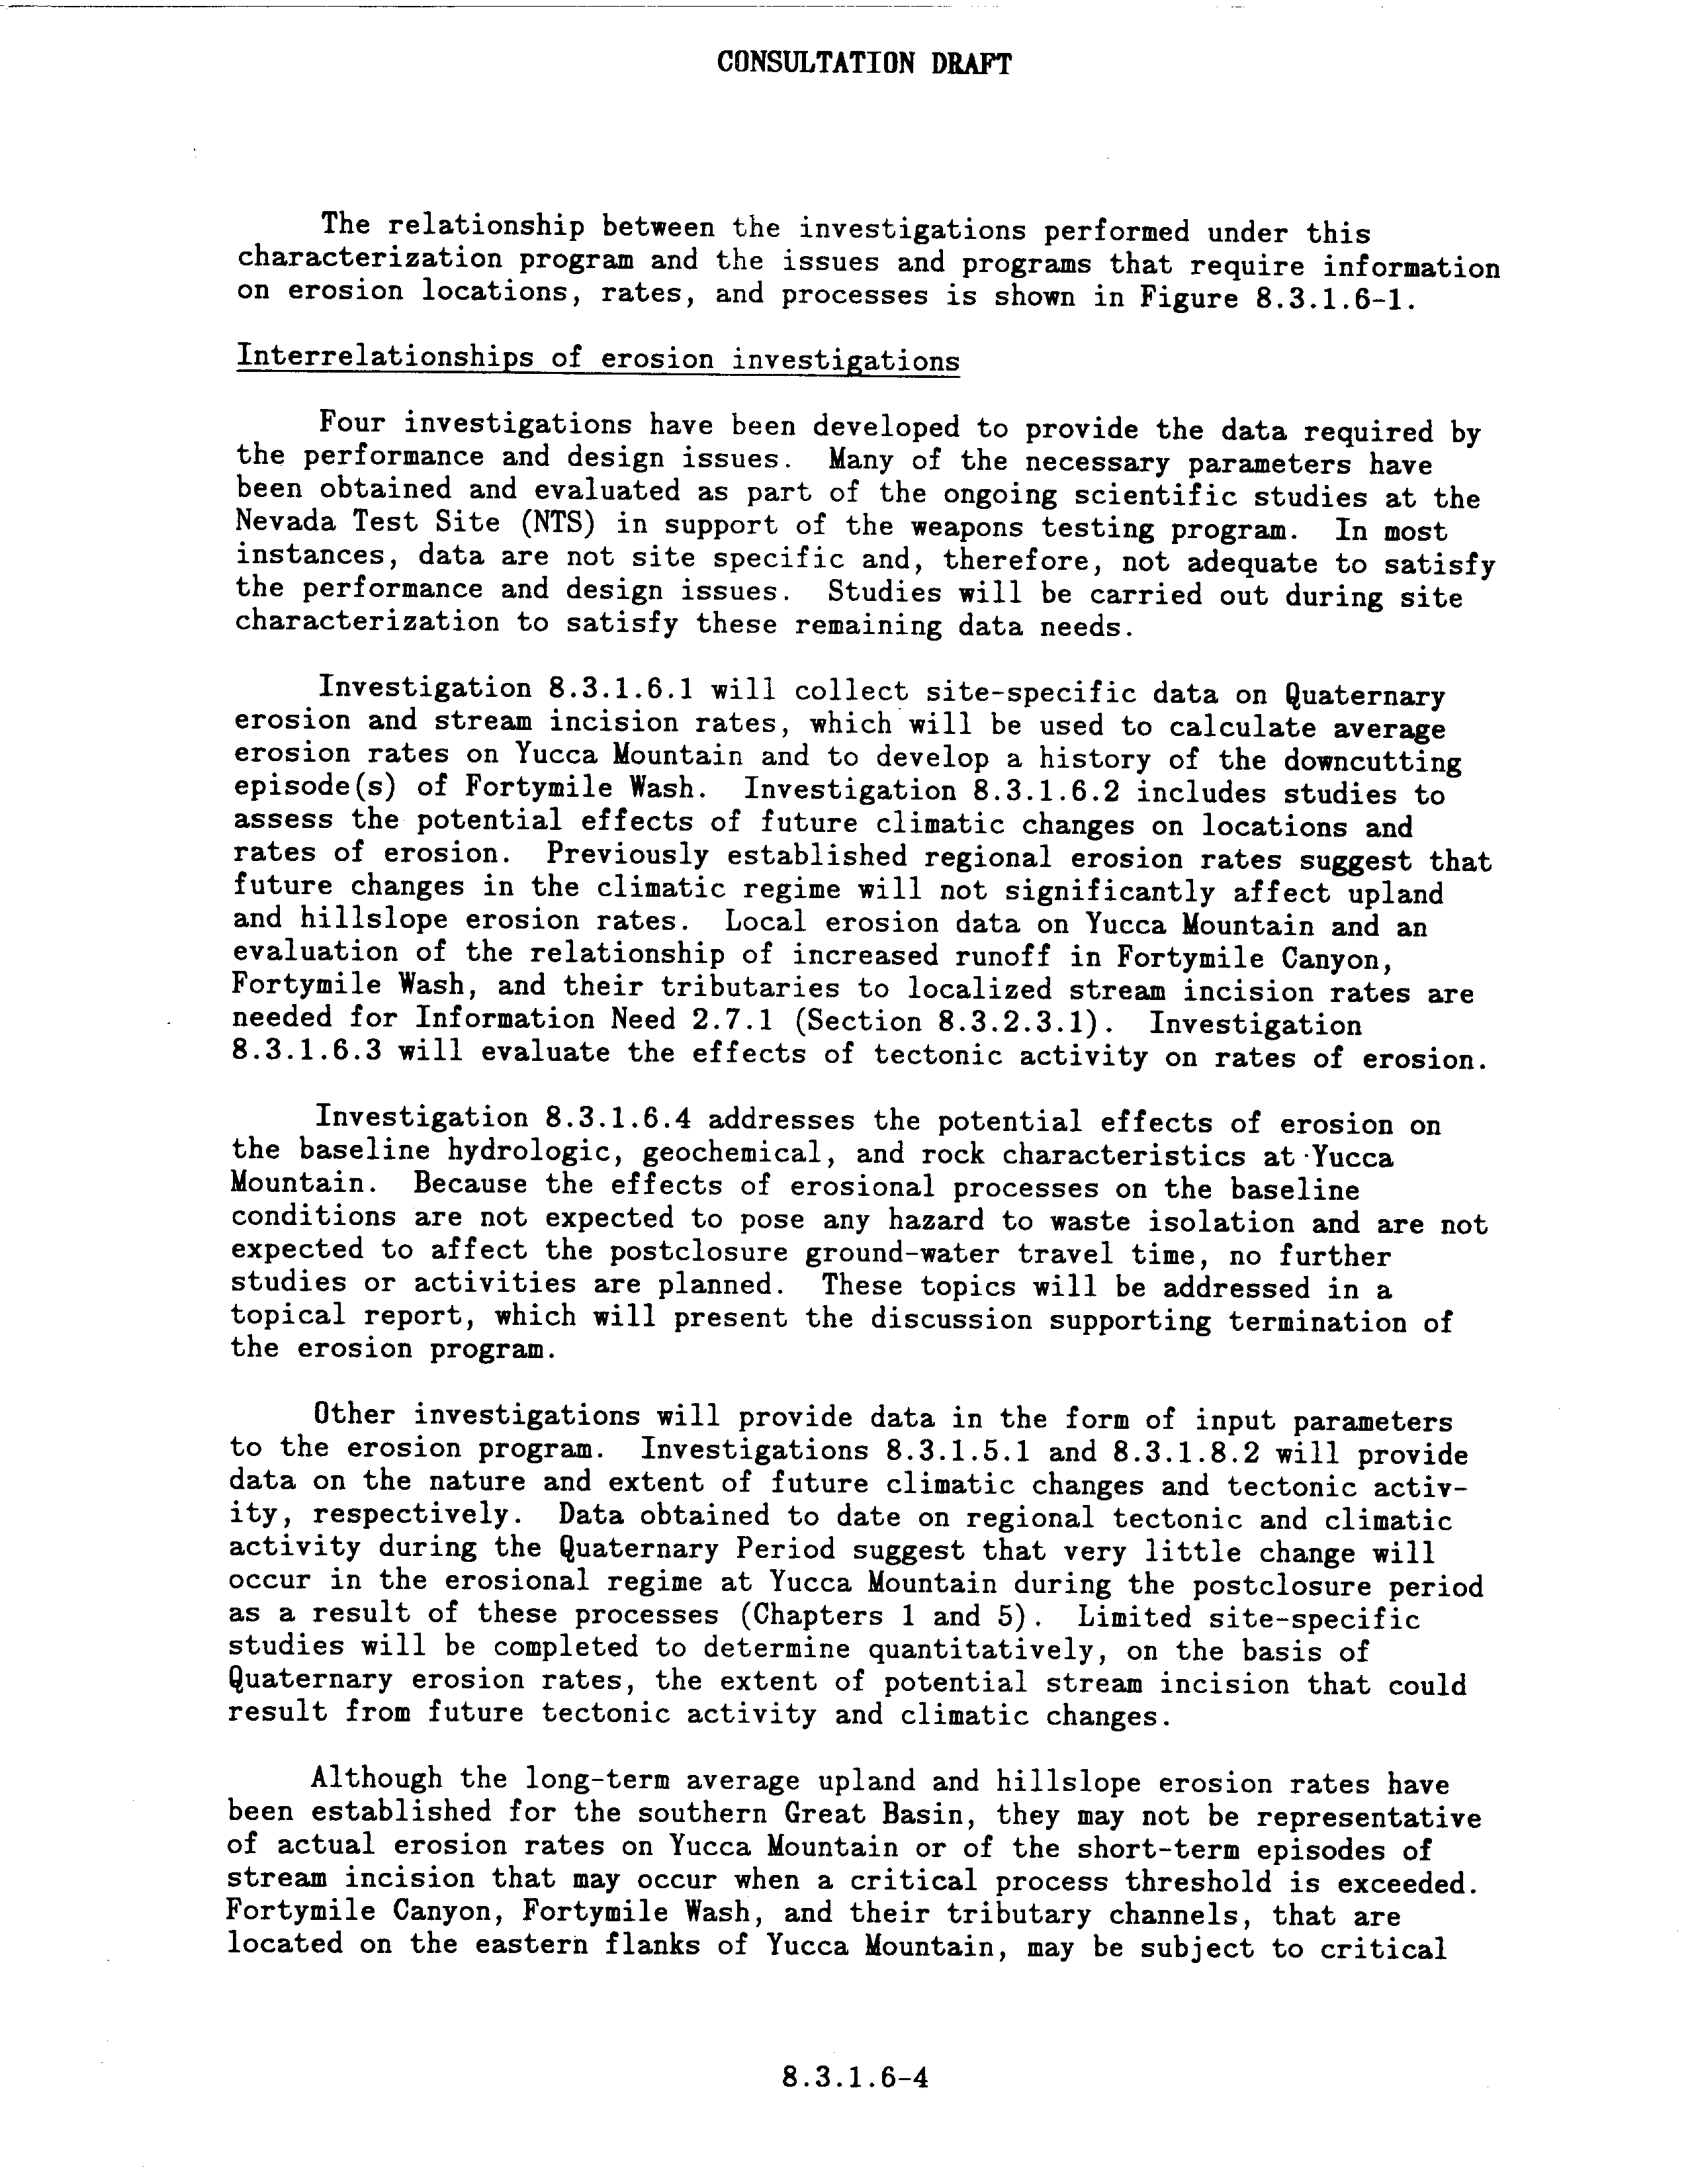 CONSULTATION DRAFT
The relationship between the investigations performed under this
characterization program and the issues and programs that require information
on erosion locations, rates, and processes is shown in Figure 8.3.1.6-1.
Interrelationships of erosion investigations
Four investigations have been developed to provide the data required by
the performance and design issues. Many of the necessary parameters have
been obtained and evaluated as part of the ongoing scientific studies at the
Nevada Test Site (NTS) in support of the weapons testing program. In most
instances, data are not site specific and, therefore, not adequate to satisfy
the performance and design issues. Studies will be carried out during site
characterization to satisfy these remaining data needs.
Investigation 8.3.1.6.1 will collect site-specific data on Quaternary
erosion and stream incision rates, which will be used to calculate average
erosion rates on Yucca Mountain and to develop a history of the downcutting
episode(s) of Fortymile Wash. Investigation 8.3.1.6.2 includes studies to
assess the potential effects of future climatic changes on locations and
rates of erosion. Previously established regional erosion rates suggest that
future changes in the climatic regime will not significantly affect upland
and hillslope erosion rates. Local erosion data on Yucca Mountain and an
evaluation of the relationship of increased runoff in Fortymile Canyon,
Fortymile Wash, and their tributaries to localized stream incision rates are
needed for Information Need 2.7.1 (Section 8.3.2.3.1). Investigation
8.3.1.6.3 will evaluate the effects of tectonic activity on rates of erosion.
Investigation 8.3.1.6.4 addresses the potential effects of erosion on
the baseline hydrologic, geochemical, and rock characteristics at Yucca
Mountain. Because the effects of erosional processes on the baseline
conditions are not expected to pose any hazard to waste isolation and are not
expected to affect the postclosure ground-water travel time, no further
studies or activities are planned. These topics will be addressed in a
topical report, which will present the discussion supporting termination of
the erosion program.
Other investigations will provide data in the form of input parameters
to the erosion program. Investigations 8.3.1.5.1 and 8.3.1.8.2 will provide
data on the nature and extent of future climatic changes and tectonic activ-
ity, respectively. Data obtained to date on regional tectonic and climatic
activity during the Quaternary Period suggest that very little change will
occur in the erosional regime at Yucca Mountain during the postclosure period
as a result of these processes (Chapters 1 and 5). Limited site-specific
studies will be completed to determine quantitatively, on the basis of
Quaternary erosion rates, the extent of potential stream incision that could
result from future tectonic activity and climatic changes.
Although the long-term average upland and hillslope erosion rates have
been established for the southern Great Basin, they may not be representative
of actual erosion rates on Yucca Mountain or of the short-term episodes of
stream incision that may occur when a critical process threshold is exceeded.
Fortymile Canyon, Fortymile Wash, and their tributary channels, that are
located on the eastern flanks of Yucca Mountain, may be subject to critical
8.3.1.6-4